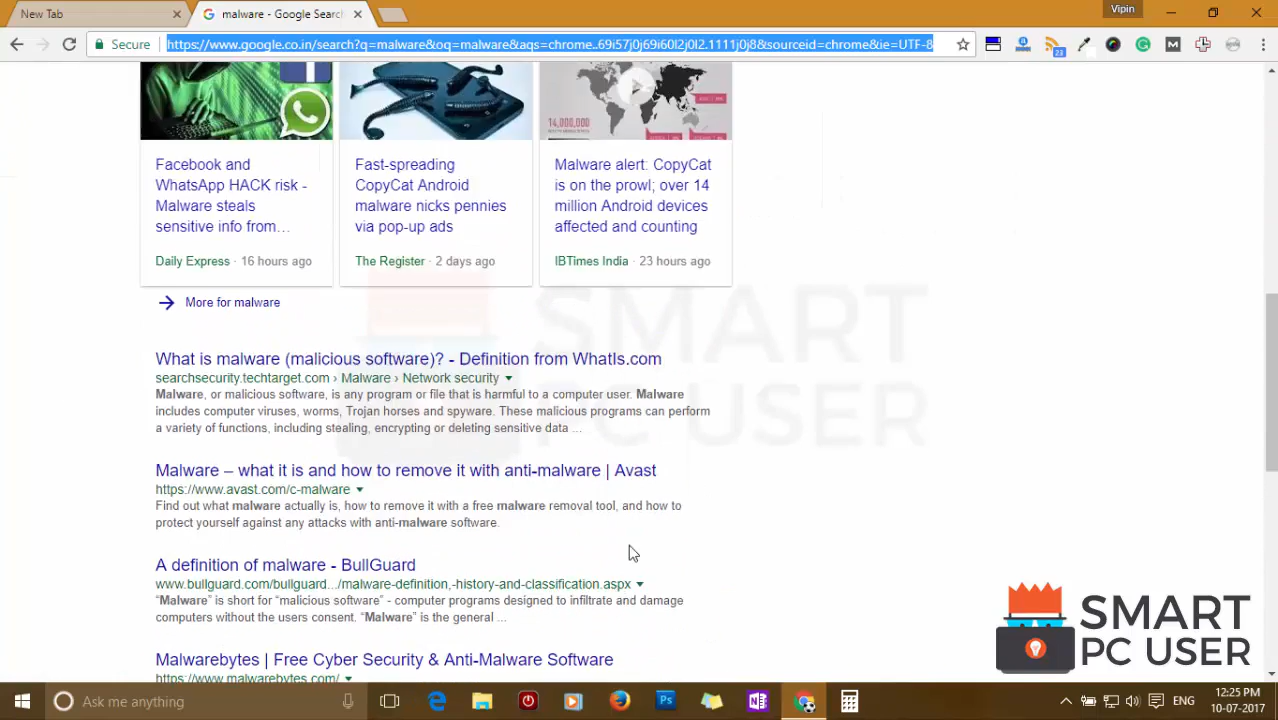 New Tab
malware - Google Search
Vipin
Secure
https://www.google.co.in/search?q=malware&oq=malware&aqs=chrome..69i57j0j69i60l2j0l2.1111j0j8&sourceid=chrome&ie=UTF-8
23
14,000,000
Facebook and
WhatsApp HACK risk -
Malware steals
sensitive info from…
Daily Express · 16 hours ago
Fast-spreading
CopyCat Android
malware nicks pennies
via pop-up ads
The Register · 2 days ago
Malware alert: CopyCat
is on the prowl; over 14
million Android devices
affected and counting
IBTimes India · 23 hours ago
More for malware
SMART
PC USER
What is malware (malicious software)? - Definition from WhatIs.com
searchsecurity.techtarget.com › Malware › Network security
Malware, or malicious software, is any program or file that is harmful to a computer user. Malware
includes computer viruses, worms, Trojan horses and spyware. These malicious programs can perform
a variety of functions, including stealing, encrypting or deleting sensitive data ...
Malware – what it is and how to remove it with anti-malware | Avast
https://www.avast.com/c-malware
Find out what malware actually is, how to remove it with a free malware removal tool, and how to
protect yourself against any attacks with anti-malware software.
A definition of malware - BullGuard
www.bullguard.com/bullguard.../malware-definition,-history-and-classification.aspx
“Malware” is short for “malicious software” - computer programs designed to infiltrate and damage
computers without the users consent. “Malware” is the general ...
Malwarebytes | Free Cyber Security & Anti-Malware Software
https://www.malwarebytes.com/
SMART
PC USER
Ask me anything
ENG
12:25 PM
10-07-2017